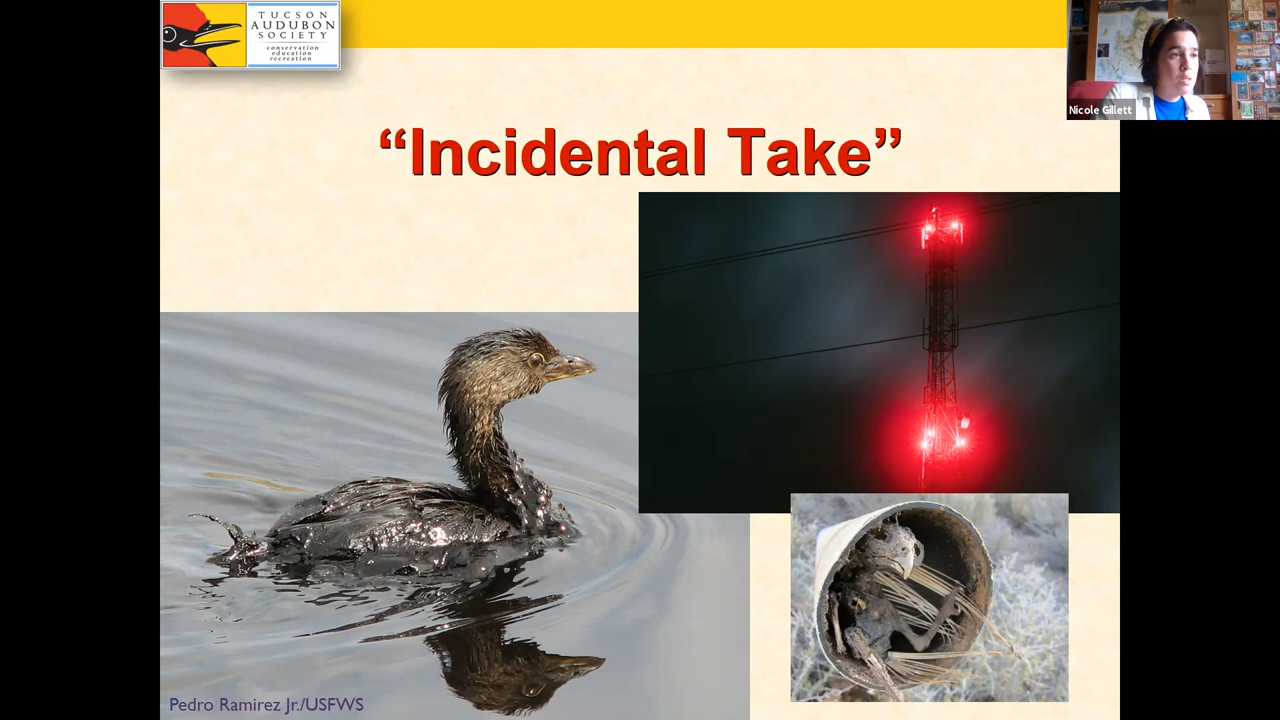 TUCSON
AUDUBON
SOCIETY
conservation
education
recreation
Nicole Gillett
“Incidental Take”
Pedro Ramirez Jr./USFWS